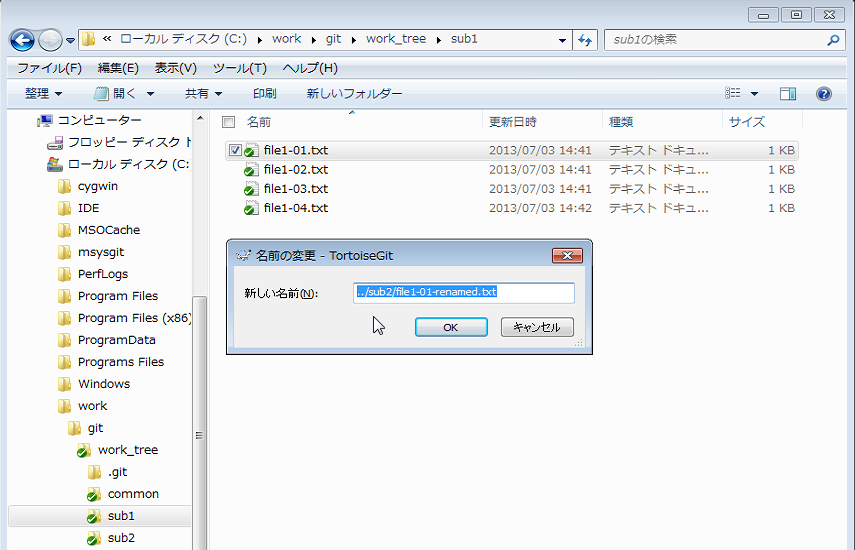 « ローカル ディスク (C:) ▸ work ▸ git ▸ work_tree ▸ sub1
sub1の検索
ファイル(F) 編集(E) 表示(V) ツール(T) ヘルプ(H)
整理 開く 共有 印刷 新しいフォルダー
コンピューター
フロッピー ディスク ド
ローカル ディスク (C:
cygwin
IDE
MSOCache
msysgit
PerfLogs
Program Files
Program Files (x86)
ProgramData
Programs Files
Windows
work
git
work_tree
.git
common
sub1
sub2
名前 更新日時 種類 サイズ
file1-01.txt 2013/07/03 14:41 テキスト ドキュ... 1 KB
file1-02.txt 2013/07/03 14:41 テキスト ドキュ... 1 KB
file1-03.txt 2013/07/03 14:41 テキスト ドキュ... 1 KB
file1-04.txt 2013/07/03 14:42 テキスト ドキュ... 1 KB
名前の変更 - TortoiseGit
新しい名前(N): ../sub2/file1-01-renamed.txt
OK キャンセル